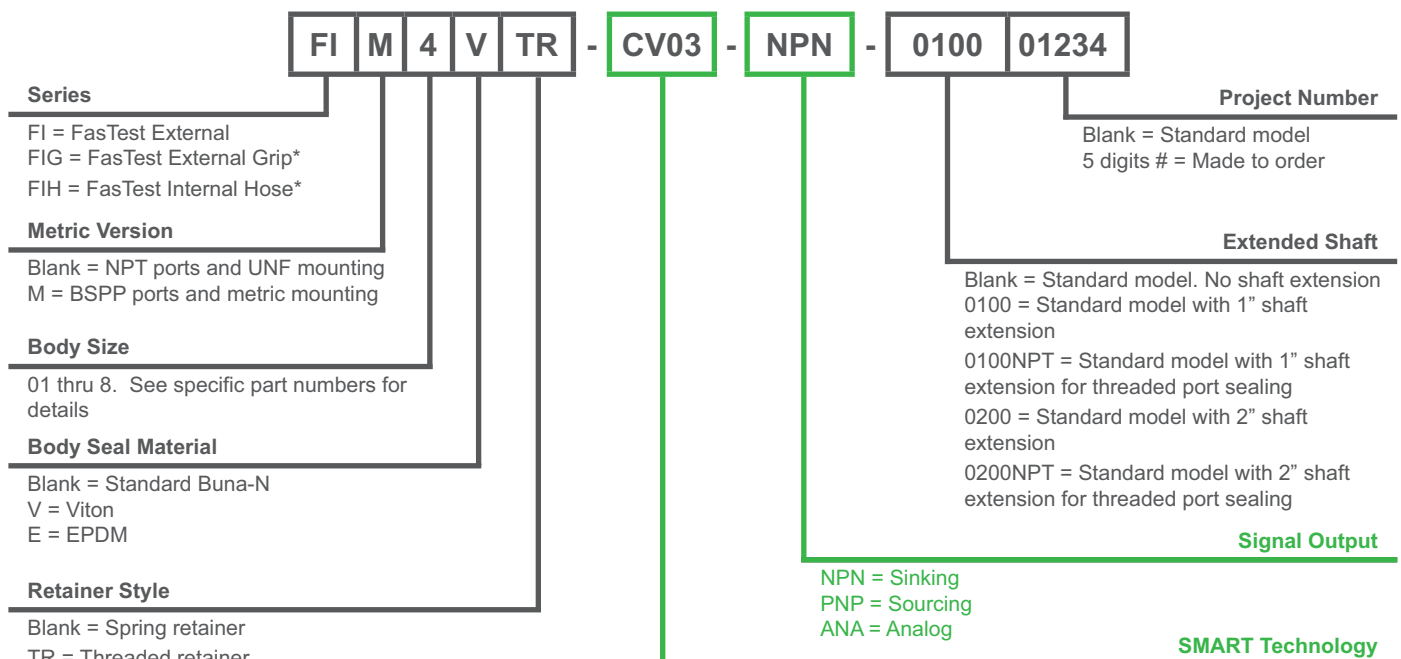 FI M 4 V TR - CV03 - NPN - 0100 01234
Series
FI = FasTest External
FIG = FasTest External Grip*
FIH = FasTest Internal Hose*
Metric Version
Blank = NPT ports and UNF mounting
M = BSPP ports and metric mounting
Body Size
01 thru 8. See specific part numbers for
details
Body Seal Material
Blank = Standard Buna-N
V = Viton
E = EPDM
Retainer Style
Blank = Spring retainer
TR = Threaded retainer
Project Number
Blank = Standard model
5 digits # = Made to order
Extended Shaft
Blank = Standard model. No shaft extension
0100 = Standard model with 1” shaft
extension
0100NPT = Standard model with 1” shaft
extension for threaded port sealing
0200 = Standard model with 2” shaft
extension
0200NPT = Standard model with 2” shaft
extension for threaded port sealing
Signal Output
NPN = Sinking
PNP = Sourcing
ANA = Analog
SMART Technology